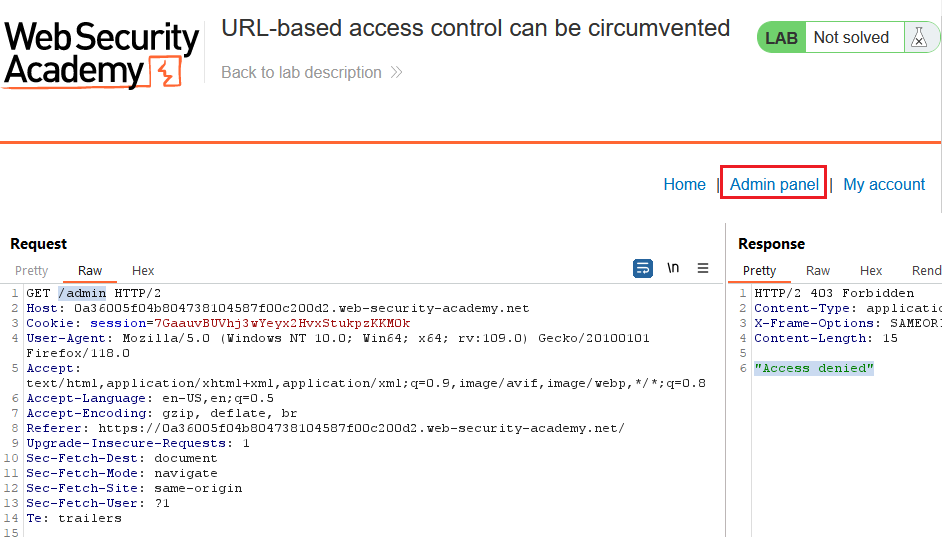 Web Security
Academy
URL-based access control can be circumvented
Back to lab description
LAB
Not solved
Home | Admin panel | My account
Request
Pretty Raw Hex
\n
1 GET /admin HTTP/2
2 Host: 0a36005f04b804738104587f00c200d2.web-security-academy.net
3 Cookie: session=7GaauvBUVhj3wYeyx2HvxStukpzKKMOk
4 User-Agent: Mozilla/5.0 (Windows NT 10.0; Win64; x64; rv:109.0) Gecko/20100101
Firefox/118.0
5 Accept:
text/html,application/xhtml+xml,application/xml;q=0.9,image/avif,image/webp,*/*;q=0.8
6 Accept-Language: en-US,en;q=0.5
7 Accept-Encoding: gzip, deflate, br
8 Referer: https://0a36005f04b804738104587f00c200d2.web-security-academy.net/
9 Upgrade-Insecure-Requests: 1
10 Sec-Fetch-Dest: document
11 Sec-Fetch-Mode: navigate
12 Sec-Fetch-Site: same-origin
13 Sec-Fetch-User: ?1
14 Te: trailers
15
Response
Pretty Raw Hex Rend
1 HTTP/2 403 Forbidden
2 Content-Type: applicatio
3 X-Frame-Options: SAMEORI
4 Content-Length: 15
5
6 "Access denied"